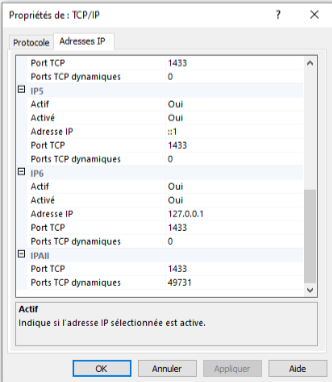 Propriétés de : TCP/IP ? ×
Protocole Adresses IP
Port TCP 1433
Ports TCP dynamiques 0
IP5
Actif Oui
Activé Oui
Adresse IP ::1
Port TCP 1433
Ports TCP dynamiques 0
IP6
Actif Oui
Activé Oui
Adresse IP 127.0.0.1
Port TCP 1433
Ports TCP dynamiques 0
IPAll
Port TCP 1433
Ports TCP dynamiques 49731
Actif
Indique si l'adresse IP sélectionnée est active.
OK Annuler Appliquer Aide